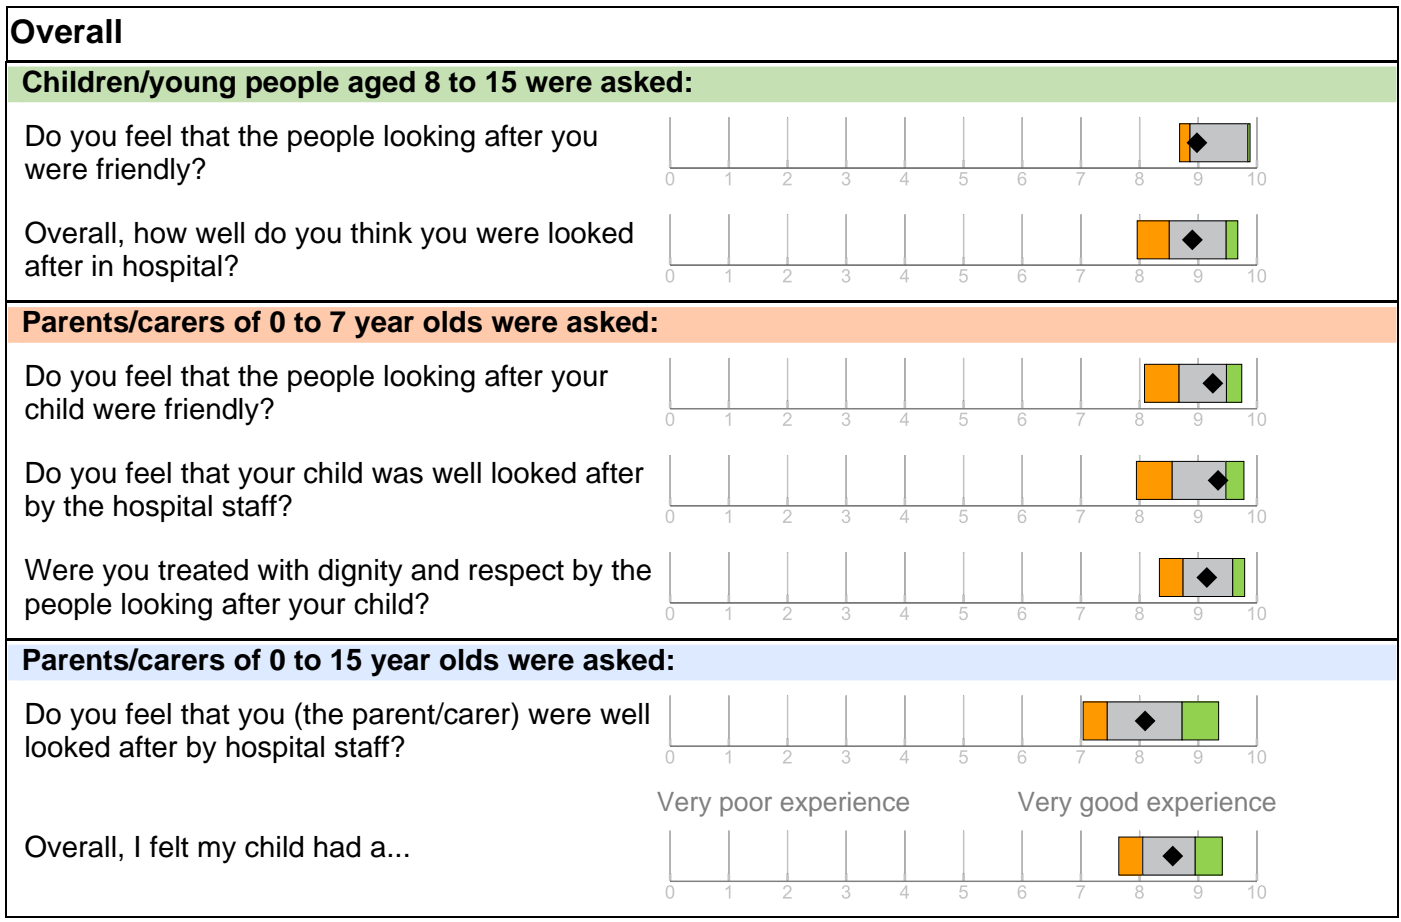 Overall
Children/young people aged 8 to 15 were asked:
Do you feel that the people looking after you
were friendly?
0 1 2 3 4 5 6 7 8 9 10
Overall, how well do you think you were looked
after in hospital?
0 1 2 3 4 5 6 7 8 9 10
Parents/carers of 0 to 7 year olds were asked:
Do you feel that the people looking after your
child were friendly?
0 1 2 3 4 5 6 7 8 9 10
Do you feel that your child was well looked after
by the hospital staff?
0 1 2 3 4 5 6 7 8 9 10
Were you treated with dignity and respect by the
people looking after your child?
0 1 2 3 4 5 6 7 8 9 10
Parents/carers of 0 to 15 year olds were asked:
Do you feel that you (the parent/carer) were well
looked after by hospital staff?
0 1 2 3 4 5 6 7 8 9 10
Very poor experience Very good experience
Overall, I felt my child had a...
0 1 2 3 4 5 6 7 8 9 10